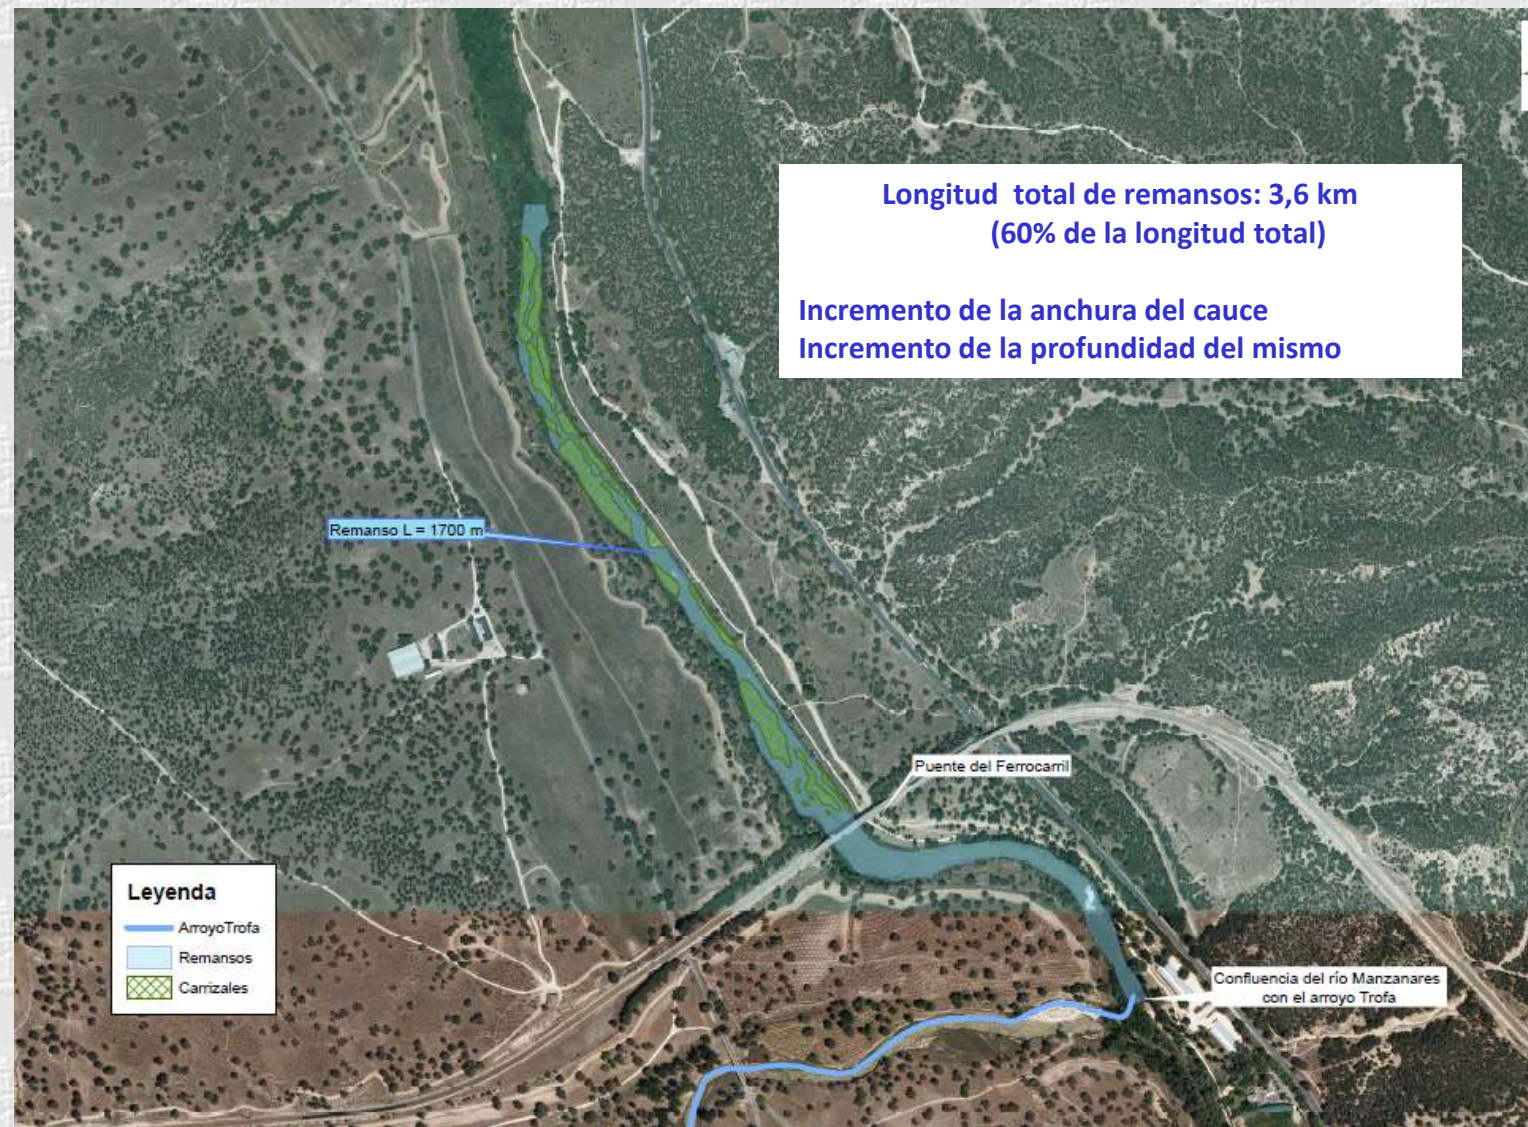 Longitud  total de remansos: 3,6 km
(60% de la longitud total)
Incremento de la anchura del cauce
Incremento de la profundidad del mismo
Remanso L = 1700 m
Puente del Ferrocarril
Leyenda
ArroyoTrofa
Remansos
Carrizales
Confluencia del río Manzanares
con el arroyo Trofa